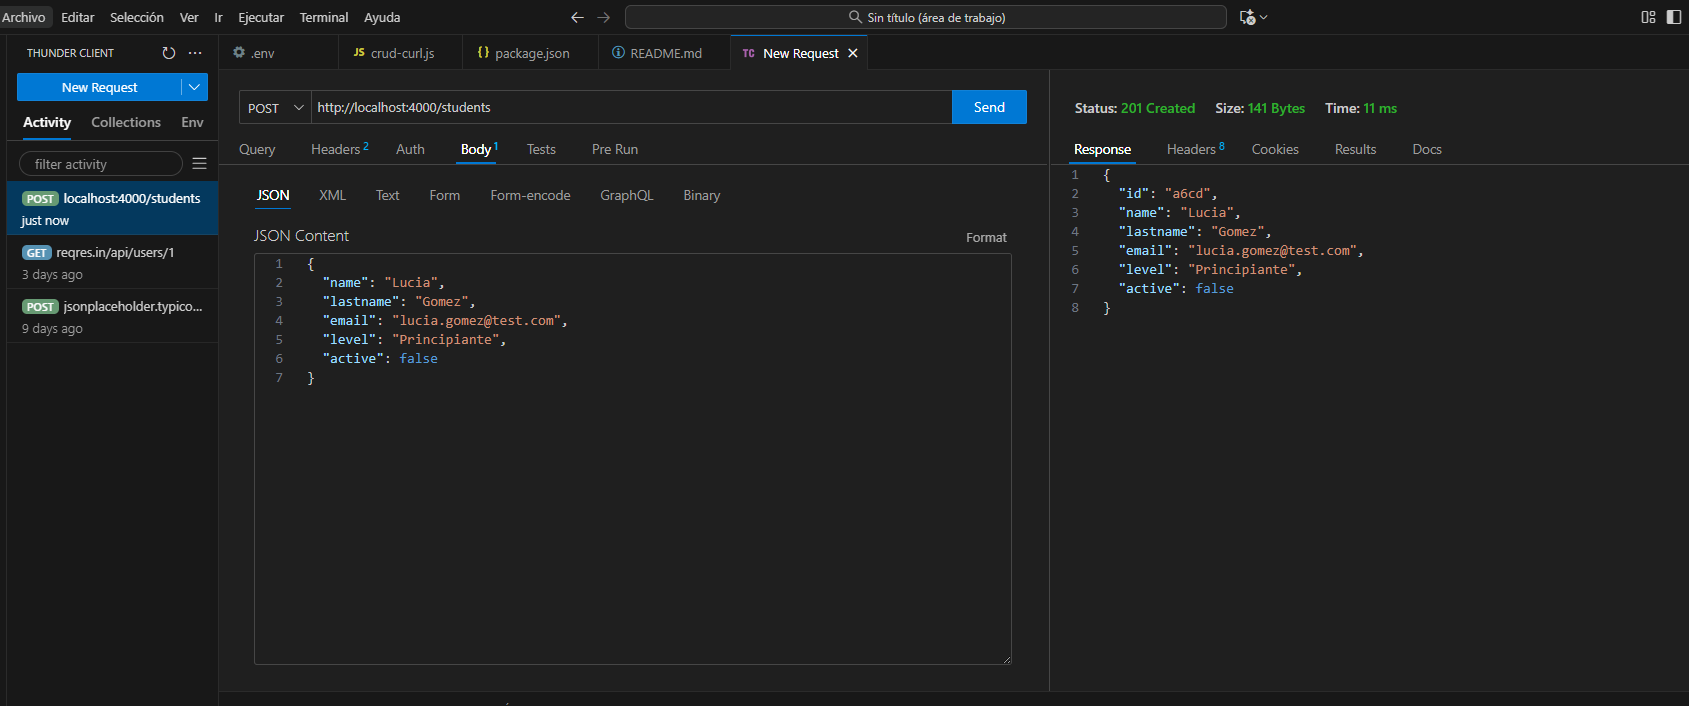 Archivo Editar Selección Ver Ir Ejecutar Terminal Ayuda
Sin título (área de trabajo)
THUNDER CLIENT
New Request
Activity Collections Env
filter activity
POST localhost:4000/students
just now
GET reqres.in/api/users/1
3 days ago
POST jsonplaceholder.typico...
9 days ago
.env
JS crud-curl.js
{} package.json
README.md
TC New Request
POST http://localhost:4000/students Send
Query Headers 2 Auth Body 1 Tests Pre Run
JSON XML Text Form Form-encode GraphQL Binary
JSON Content
Format
1 {
2 "name": "Lucia",
3 "lastname": "Gomez",
4 "email": "lucia.gomez@test.com",
5 "level": "Principiante",
6 "active": false
7 }
Status: 201 Created Size: 141 Bytes Time: 11 ms
Response Headers 8 Cookies Results Docs
1 {
2 "id": "a6cd",
3 "name": "Lucia",
4 "lastname": "Gomez",
5 "email": "lucia.gomez@test.com",
6 "level": "Principiante",
7 "active": false
8 }